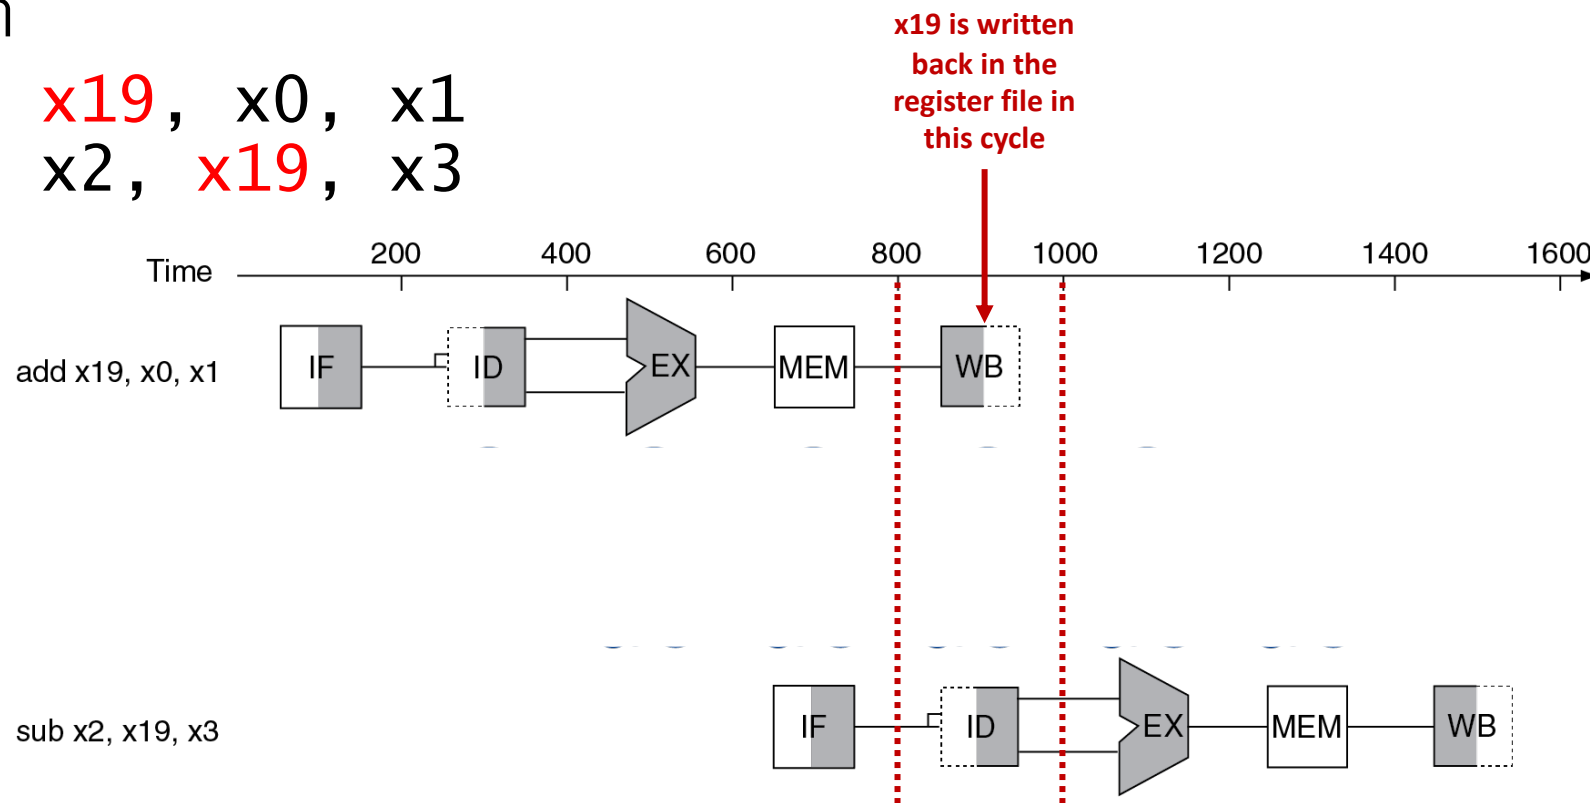 x19, x0, x1
x2, x19, x3
x19 is written
back in the
register file in
this cycle
Time 200 400 600 800 1000 1200 1400 1600
add x19, x0, x1 IF ID EX MEM WB
sub x2, x19, x3 IF ID EX MEM WB